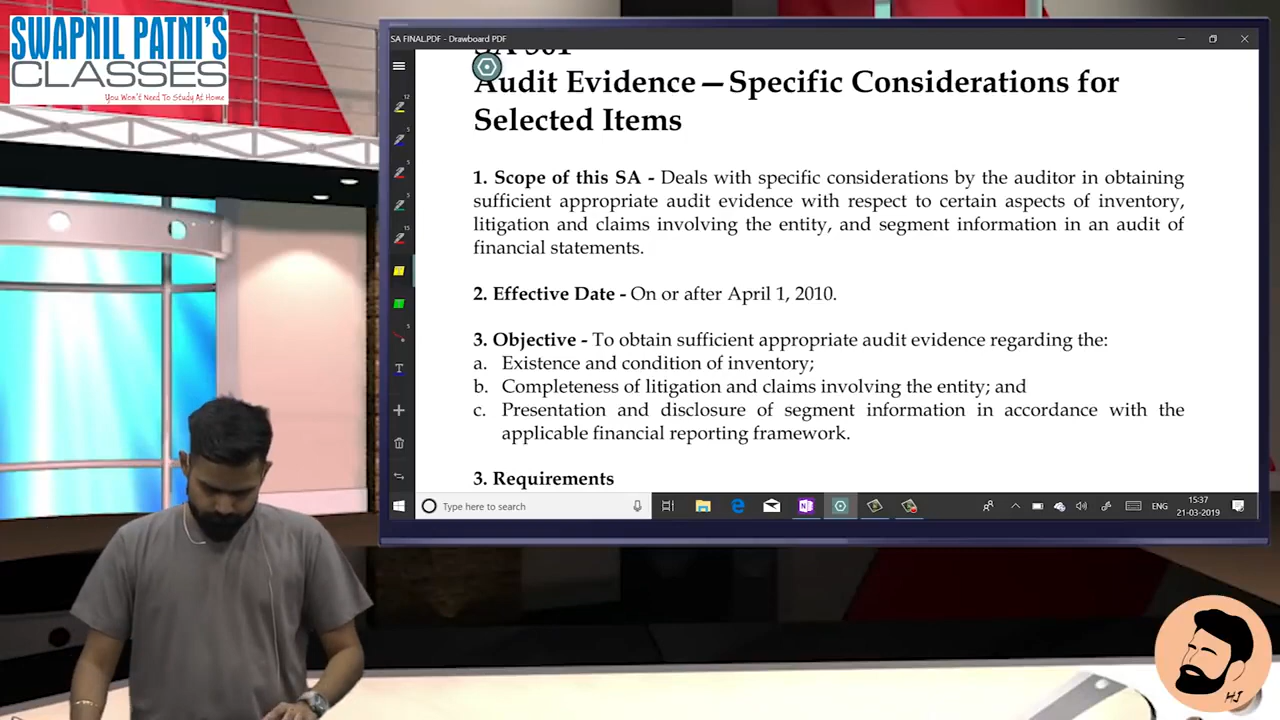 SWAPNIL PATNI'S
CLASSES
You Won't Need To Study At Home
SA FINAL.PDF - Drawboard PDF
Audit Evidence—Specific Considerations for
Selected Items
1. Scope of this SA - Deals with specific considerations by the auditor in obtaining
sufficient appropriate audit evidence with respect to certain aspects of inventory,
litigation and claims involving the entity, and segment information in an audit of
financial statements.
2. Effective Date - On or after April 1, 2010.
3. Objective - To obtain sufficient appropriate audit evidence regarding the:
a. Existence and condition of inventory;
b. Completeness of litigation and claims involving the entity; and
c. Presentation and disclosure of segment information in accordance with the
applicable financial reporting framework.
3. Requirements
Type here to search
ENG
15:37
21-03-2019
HJ